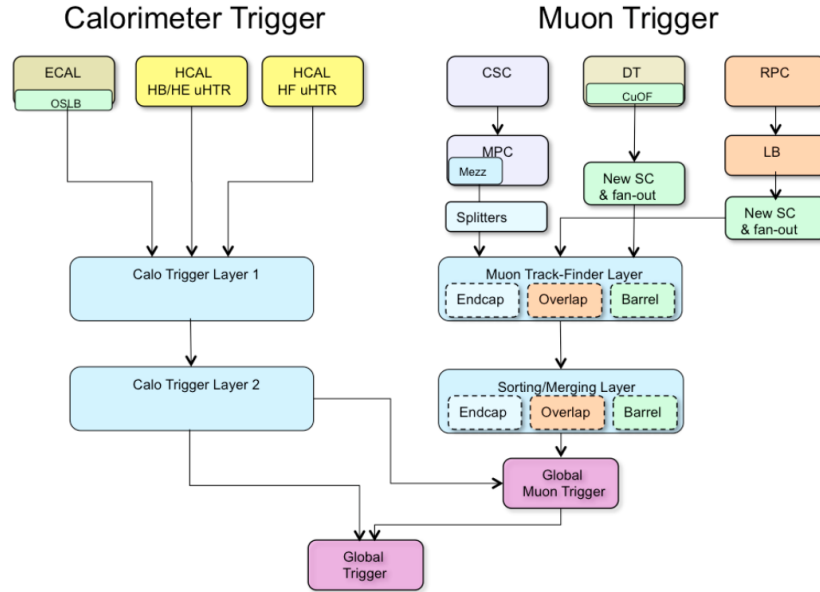 Calorimeter Trigger
Muon Trigger
ECAL
OSLB
HCAL
HB/HE uHTR
HCAL
HF uHTR
CSC
DT
CuOF
RPC
MPC
Mezz
LB
New SC
& fan-out
New SC
& fan-out
Splitters
Calo Trigger Layer 1
Muon Track-Finder Layer
Endcap
Overlap
Barrel
Calo Trigger Layer 2
Sorting/Merging Layer
Endcap
Overlap
Barrel
Global
Muon Trigger
Global
Trigger